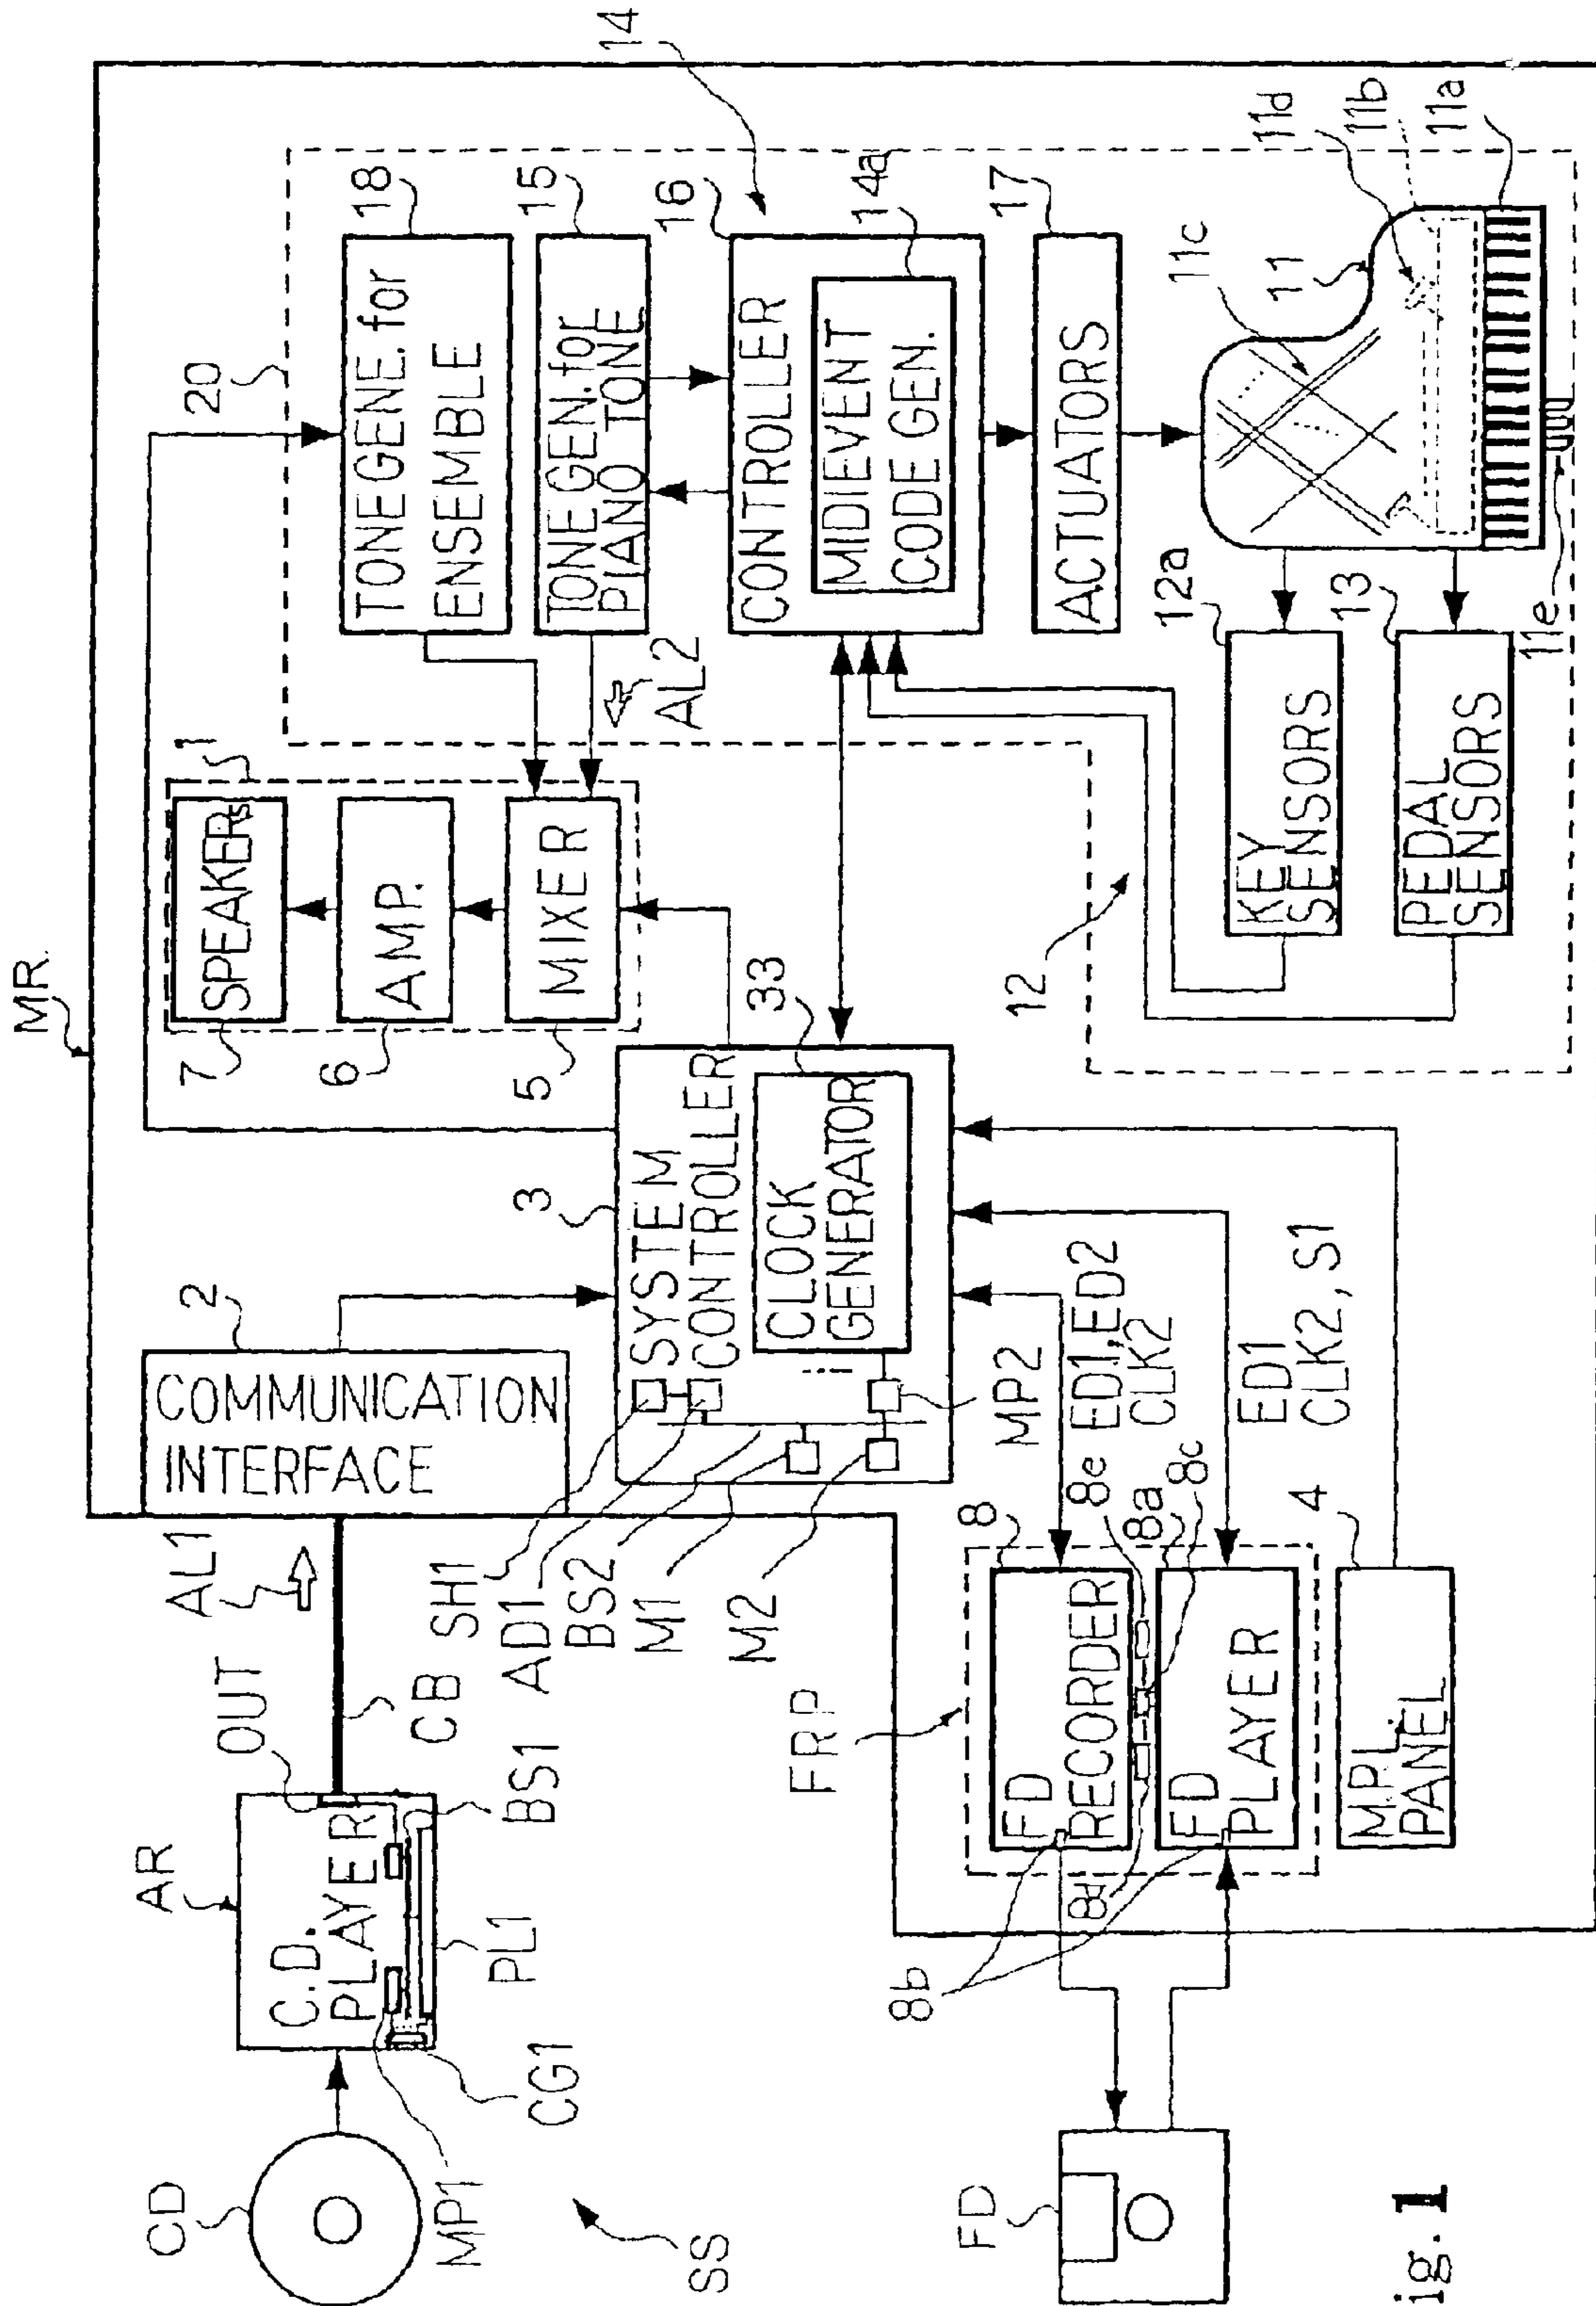 MR
AR
CD
C.D.
PLAYER
OUT
CB
BS1
PL1
CG1
MP1
SS
AL1
COMMUNICATION
INTERFACE
2
SH1
AD1
BS2
M1
M2
3
SYSTEM
CONTROLLER
CLOCK
GENERATOR
33
MP2
1
SPEAKERS
7
AMP.
6
MIXER
5
20
TONEGENE. for
ENSEMBLE
18
TONE GEN. for
PIANO TONE
15
AL2
14
CONTROLLER
16
MIDIEVENT
CODE GEN.
14a
ACTUATORS
17
11c
11
11d
11b
11a
11e
12
KEY
SENSORS
12a
PEDAL
SENSORS
13
FRP
FD
RECORDER
8
ED1,ED2
CLK2
8e
8a
8c
8d
8b
FD
PLAYER
ED1
CLK2, S1
MPL.
PANEL
4
FD
ig. 1